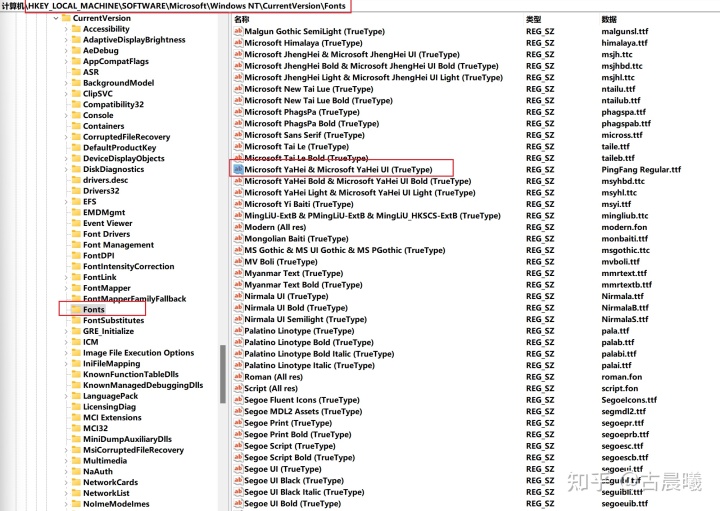 计算机\HKEY_LOCAL_MACHINE\SOFTWARE\Microsoft\Windows NT\CurrentVersion\Fonts
CurrentVersion
Accessibility
AdaptiveDisplayBrightness
AeDebug
AppCompatFlags
ASR
BackgroundModel
ClipSVC
Compatibility32
Console
Containers
CorruptedFileRecovery
DefaultProductKey
DeviceDisplayObjects
DiskDiagnostics
drivers.desc
Drivers32
EFS
EMDMgmt
Event Viewer
Font Drivers
Font Management
FontDPI
FontIntensityCorrection
FontLink
FontMapper
FontMapperFamilyFallback
Fonts
FontSubstitutes
GRE_Initialize
ICM
Image File Execution Options
IniFileMapping
KnownFunctionTableDlls
KnownManagedDebuggingDlls
LanguagePack
LicensingDiag
MCI Extensions
MCI32
MiniDumpAuxiliaryDlls
MsiCorruptedFileRecovery
Multimedia
NaAuth
NetworkCards
NetworkList
NoImeModeImes
名称 类型 数据
Malgun Gothic SemiLight (TrueType) REG_SZ malgunsl.ttf
Microsoft Himalaya (TrueType) REG_SZ himalaya.ttf
Microsoft JhengHei & Microsoft JhengHei UI (TrueType) REG_SZ msjh.ttc
Microsoft JhengHei Bold & Microsoft JhengHei UI Bold (TrueType) REG_SZ msjhbd.ttc
Microsoft JhengHei Light & Microsoft JhengHei UI Light (TrueType) REG_SZ msjhl.ttc
Microsoft New Tai Lue (TrueType) REG_SZ ntailu.ttf
Microsoft New Tai Lue Bold (TrueType) REG_SZ ntailub.ttf
Microsoft PhagsPa (TrueType) REG_SZ phagspa.ttf
Microsoft PhagsPa Bold (TrueType) REG_SZ phagspab.ttf
Microsoft Sans Serif (TrueType) REG_SZ micross.ttf
Microsoft Tai Le (TrueType) REG_SZ taile.ttf
Microsoft Tai Le Bold (TrueType) REG_SZ taileb.ttf
Microsoft YaHei & Microsoft YaHei UI (TrueType) REG_SZ PingFang Regular.ttf
Microsoft YaHei Bold & Microsoft YaHei UI Bold (TrueType) REG_SZ msyhbd.ttc
Microsoft YaHei Light & Microsoft YaHei UI Light (TrueType) REG_SZ msyhl.ttc
Microsoft Yi Baiti (TrueType) REG_SZ msyi.ttf
MingLiU-ExtB & PMingLiU-ExtB & MingLiU_HKSCS-ExtB (TrueType) REG_SZ mingliub.ttc
Modern (All res) REG_SZ modern.fon
Mongolian Baiti (TrueType) REG_SZ monbaiti.ttf
MS Gothic & MS UI Gothic & MS PGothic (TrueType) REG_SZ msgothic.ttc
MV Boli (TrueType) REG_SZ mvboli.ttf
Myanmar Text (TrueType) REG_SZ mmrtext.ttf
Myanmar Text Bold (TrueType) REG_SZ mmrtextb.ttf
Nirmala UI (TrueType) REG_SZ Nirmala.ttf
Nirmala UI Bold (TrueType) REG_SZ NirmalaB.ttf
Nirmala UI Semilight (TrueType) REG_SZ NirmalaS.ttf
Palatino Linotype (TrueType) REG_SZ pala.ttf
Palatino Linotype Bold (TrueType) REG_SZ palab.ttf
Palatino Linotype Bold Italic (TrueType) REG_SZ palabi.ttf
Palatino Linotype Italic (TrueType) REG_SZ palai.ttf
Roman (All res) REG_SZ roman.fon
Script (All res) REG_SZ script.fon
Segoe Fluent Icons (TrueType) REG_SZ SegoeIcons.ttf
Segoe MDL2 Assets (TrueType) REG_SZ segmdl2.ttf
Segoe Print (TrueType) REG_SZ segoepr.ttf
Segoe Print Bold (TrueType) REG_SZ segoeprb.ttf
Segoe Script (TrueType) REG_SZ segoesc.ttf
Segoe Script Bold (TrueType) REG_SZ segoescb.ttf
Segoe UI (TrueType) REG_SZ segoeui.ttf
Segoe UI Black (TrueType) REG_SZ seguibl.ttf
Segoe UI Black Italic (TrueType) REG_SZ seguibli.ttf
Segoe UI Bold (TrueType) REG_SZ segoeuib.ttf
知乎 @古晨曦